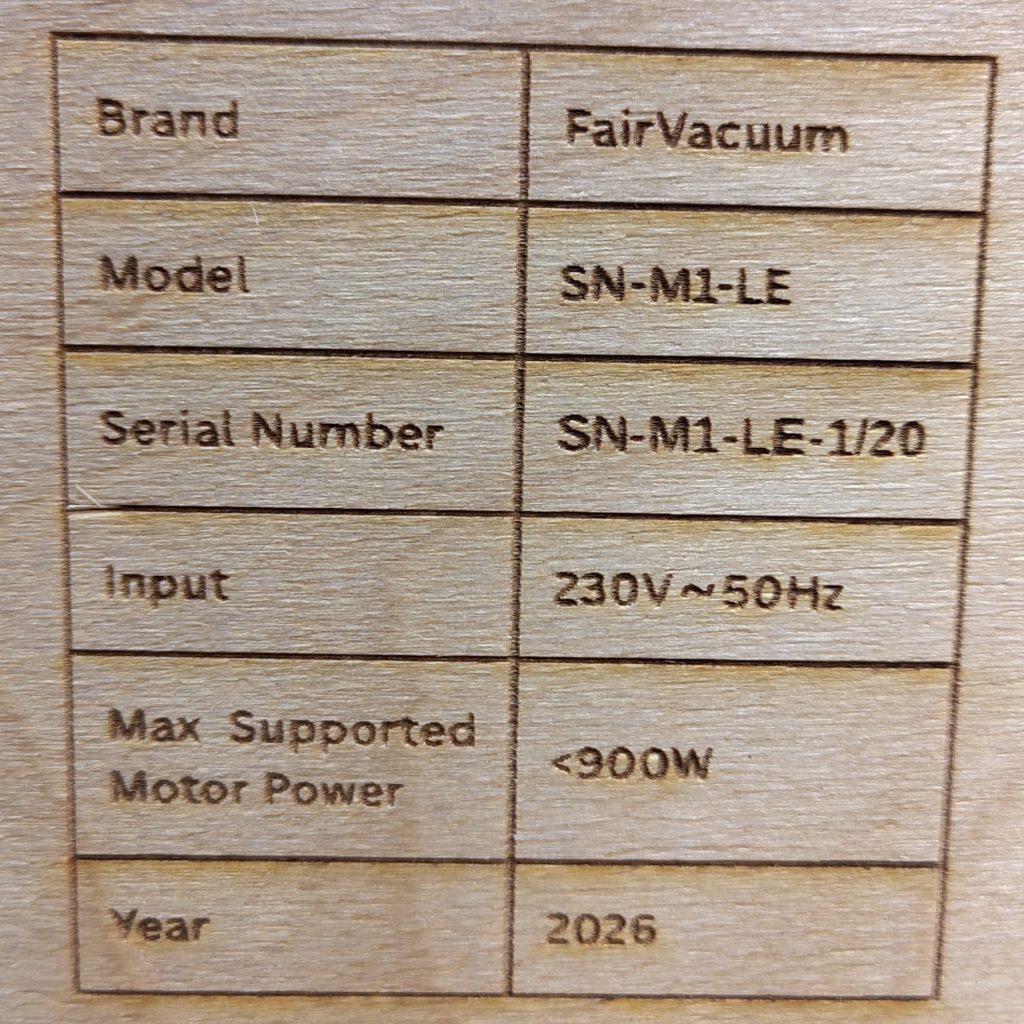 Brand FairVacuum
Model SN-M1-LE
Serial Number SN-M1-LE-1/20
Input 230V~50Hz
Max Supported
Motor Power <900W
Year 2026